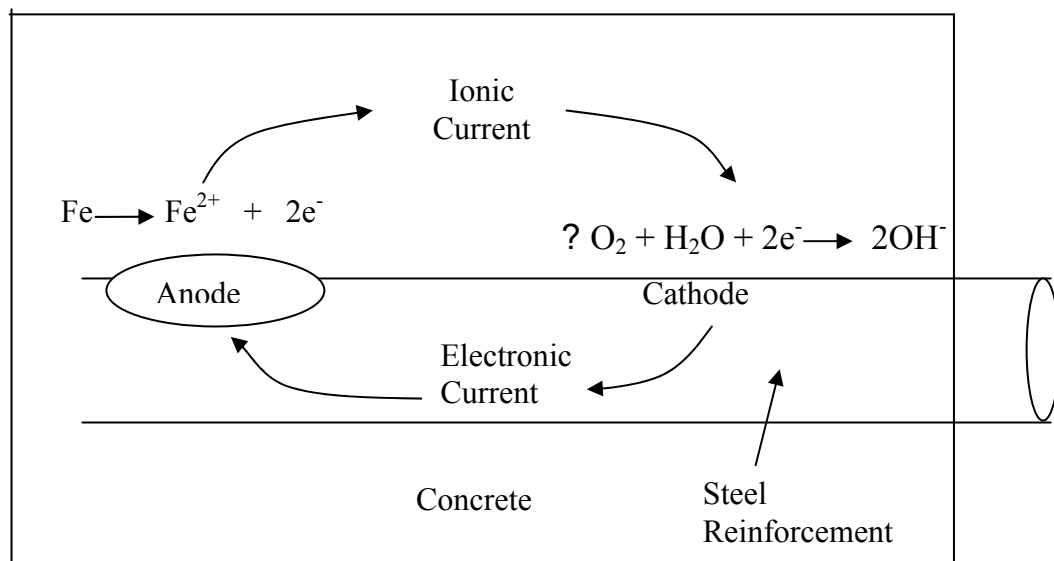 Ionic
Current
Fe → Fe²⁺ + 2e⁻
? O₂ + H₂O + 2e⁻ → 2OH⁻
Anode
Cathode
Electronic
Current
Concrete
Steel
Reinforcement